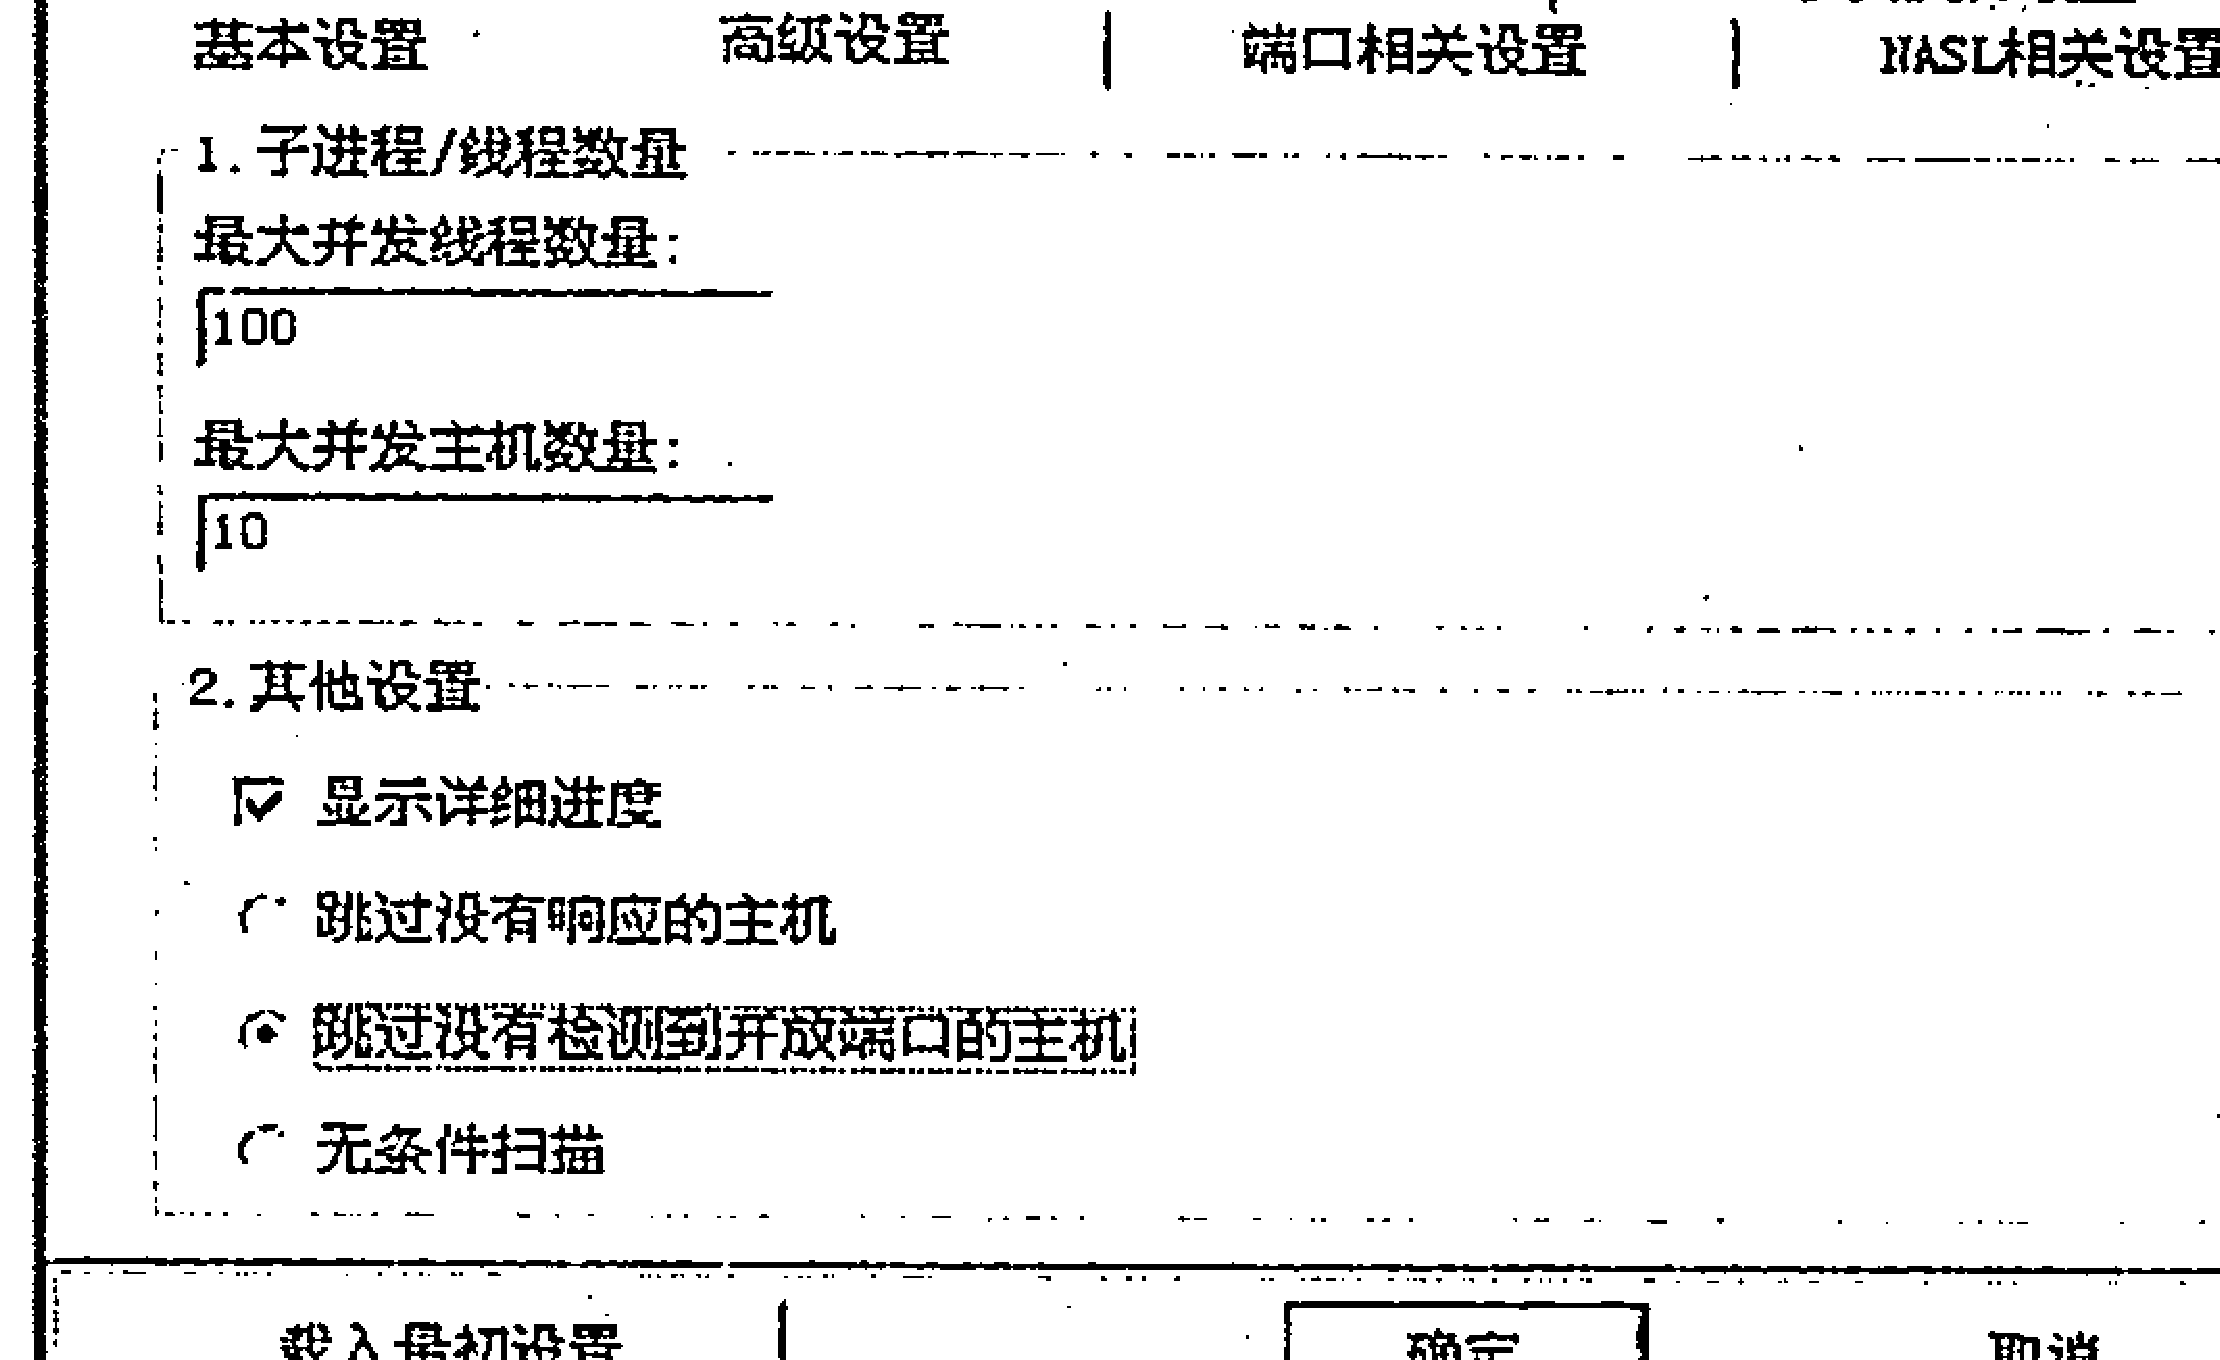 基本设置 高级设置 端口相关设置 NASL相关设置
1.子进程/线程数量
最大并发线程数量:
100
最大并发主机数量:
10
2.其他设置
显示详细进度
跳过没有响应的主机
跳过没有检测到开放端口的主机
无条件扫描
载入最初设置 确定 取消